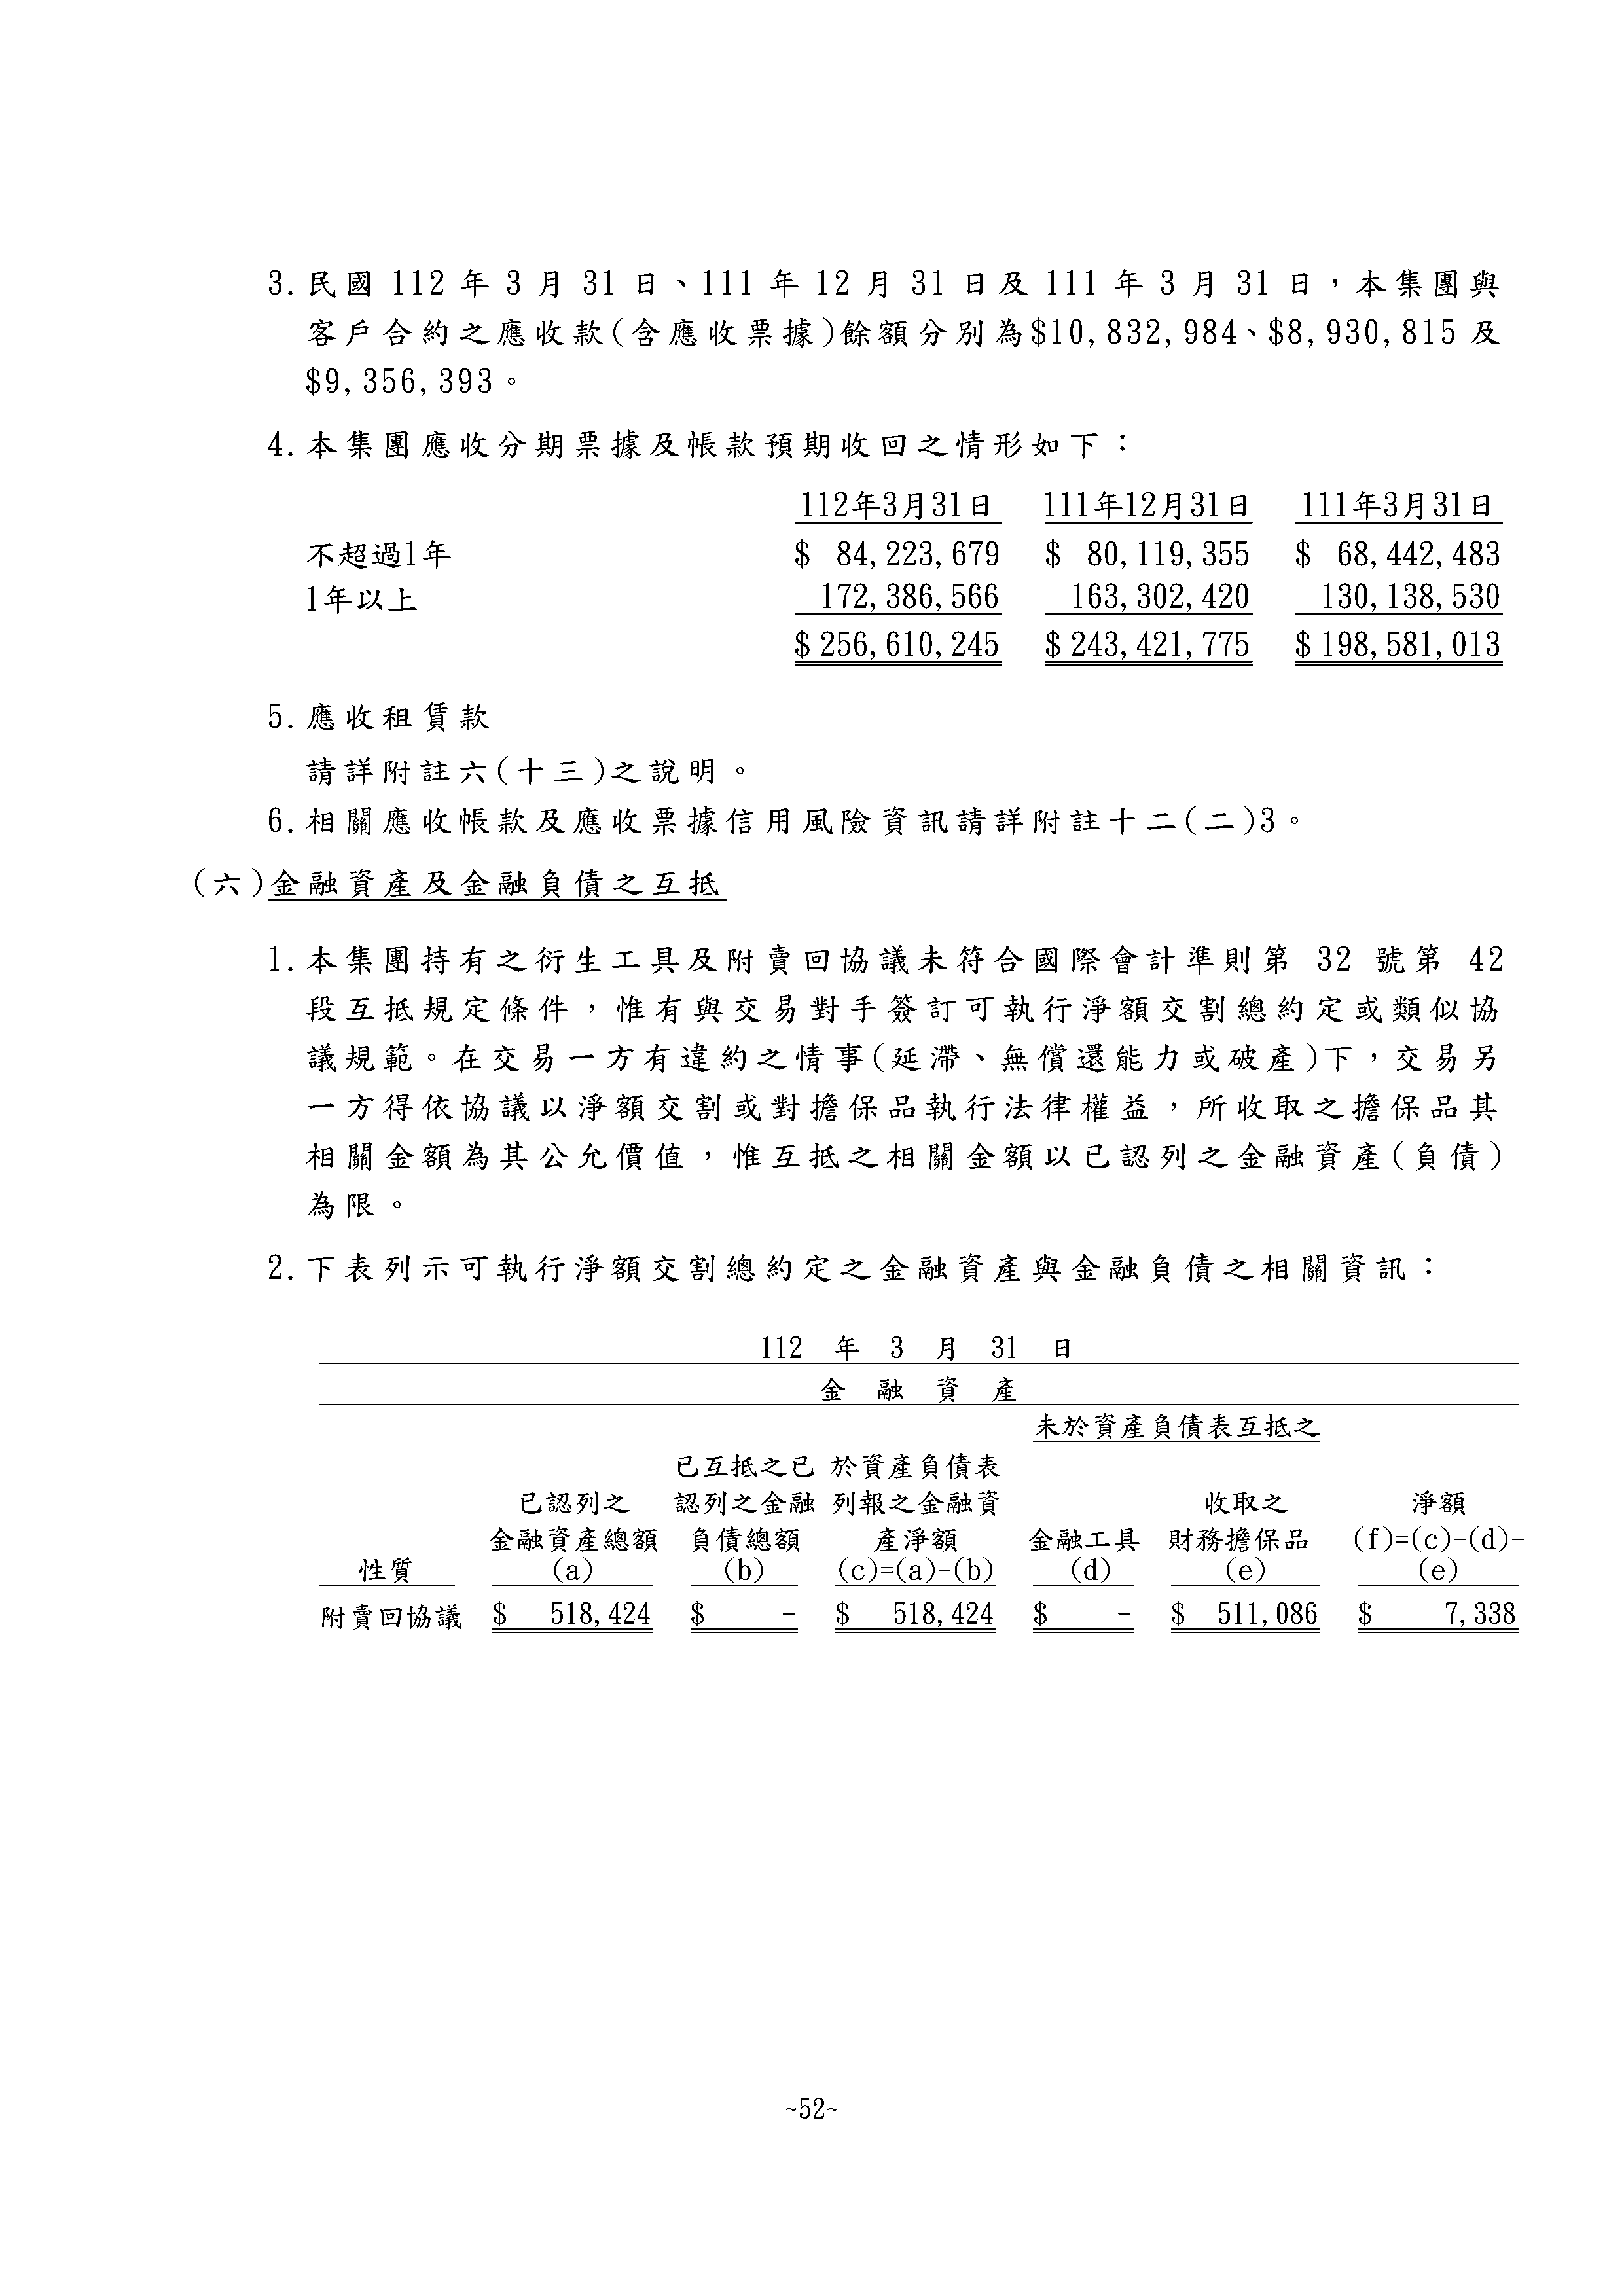 3.民國 112 年 3 月 31 日、111 年 12 月 31 日及 111 年 3 月 31 日,本集團與
客戶合約之應收款(含應收票據)餘額分別為$10,832,984、$8,930,815 及
$9,356,393。
4.本集團應收分期票據及帳款預期收回之情形如下：
112年3月31日 111年12月31日 111年3月31日
不超過1年 $ 84,223,679 $ 80,119,355 $ 68,442,483
1年以上 172,386,566 163,302,420 130,138,530
$ 256,610,245 $ 243,421,775 $ 198,581,013
5.應收租賃款
請詳附註六(十三)之說明。
6.相關應收帳款及應收票據信用風險資訊請詳附註十二(二)3。
(六)金融資產及金融負債之互抵
1.本集團持有之衍生工具及附賣回協議未符合國際會計準則第 32 號第 42
段互抵規定條件,惟有與交易對手簽訂可執行淨額交割總約定或類似協
議規範。在交易一方有違約之情事(延滯、無償還能力或破產)下,交易另
一方得依協議以淨額交割或對擔保品執行法律權益,所收取之擔保品其
相關金額為其公允價值,惟互抵之相關金額以已認列之金融資產(負債)
為限。
2.下表列示可執行淨額交割總約定之金融資產與金融負債之相關資訊：
112 年 3 月 31 日
金 融 資 產
未於資產負債表互抵之
已互抵之已 於資產負債表
已認列之 認列之金融 列報之金融資 收取之 淨額
金融資產總額 負債總額 產淨額 金融工具 財務擔保品 (f)=(c)-(d)-
性質 (a) (b) (c)=(a)-(b) (d) (e) (e)
附賣回協議 $ 518,424 $ - $ 518,424 $ - $ 511,086 $ 7,338
~52~